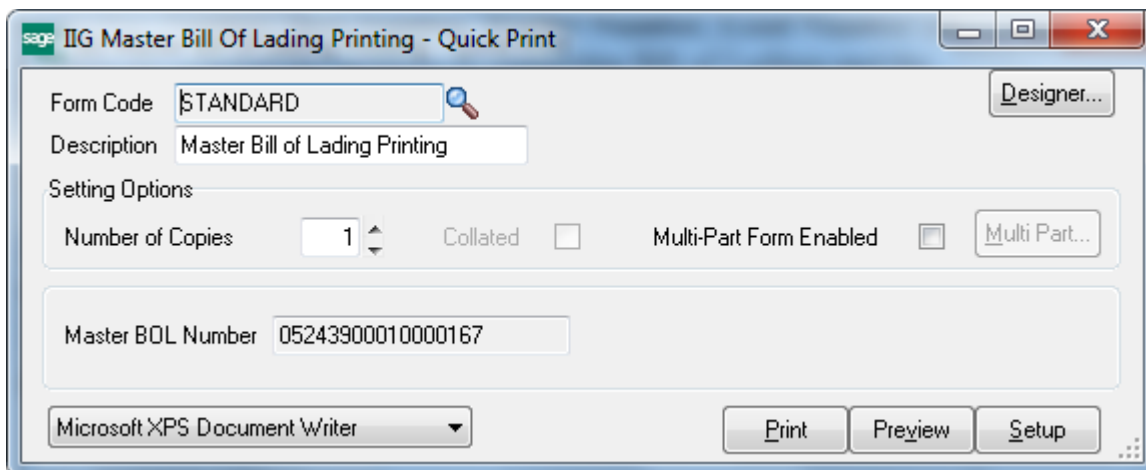 sage IIG Master Bill Of Lading Printing - Quick Print
Form Code STANDARD Designer...
Description Master Bill of Lading Printing
Setting Options
Number of Copies 1 Collated Multi-Part Form Enabled Multi Part...
Master BOL Number 05243900010000167
Microsoft XPS Document Writer Print Preview Setup